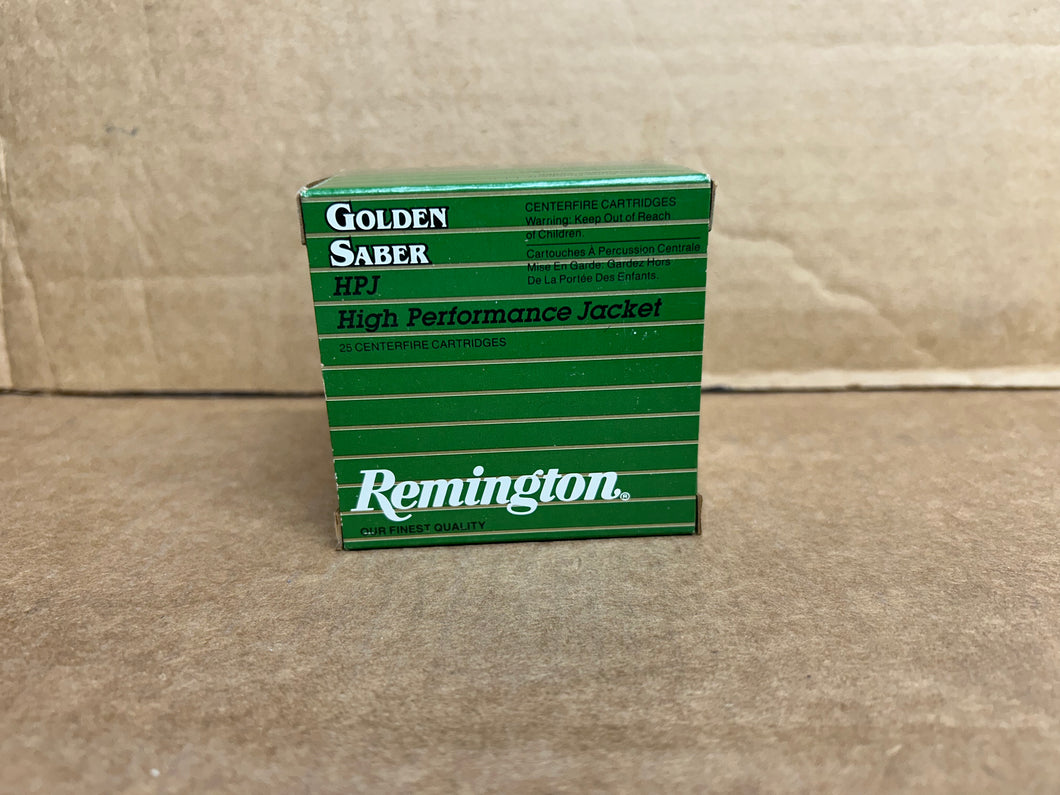 GOLDEN
SABER
HPJ
High Performance Jacket
25 CENTERFIRE CARTRIDGES
CENTERFIRE CARTRIDGES
Warning: Keep Out of Reach
of Children.
Cartouches À Percussion Centrale
Mise En Garde: Gardez Hors
De La Portée Des Enfants.
Remington®
OUR FINEST QUALITY